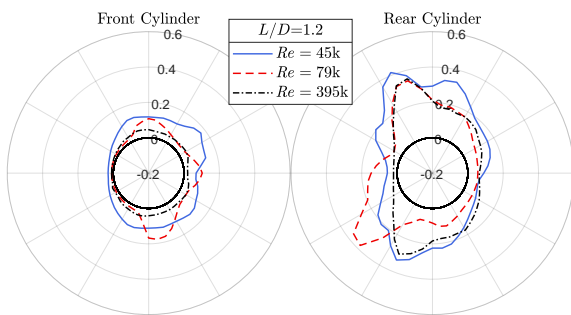 Front Cylinder
Rear Cylinder
L/D=1.2
Re = 45k
Re = 79k
Re = 395k
0.6
0.4
0.2
0
-0.2
0.6
0.4
0.2
0
-0.2